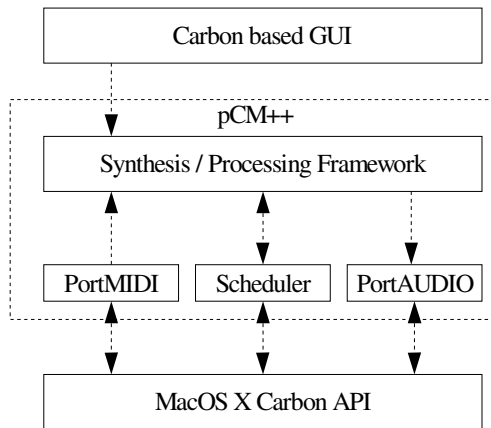 Carbon based GUI
pCM++
Synthesis / Processing Framework
PortMIDI Scheduler PortAUDIO
MacOS X Carbon API